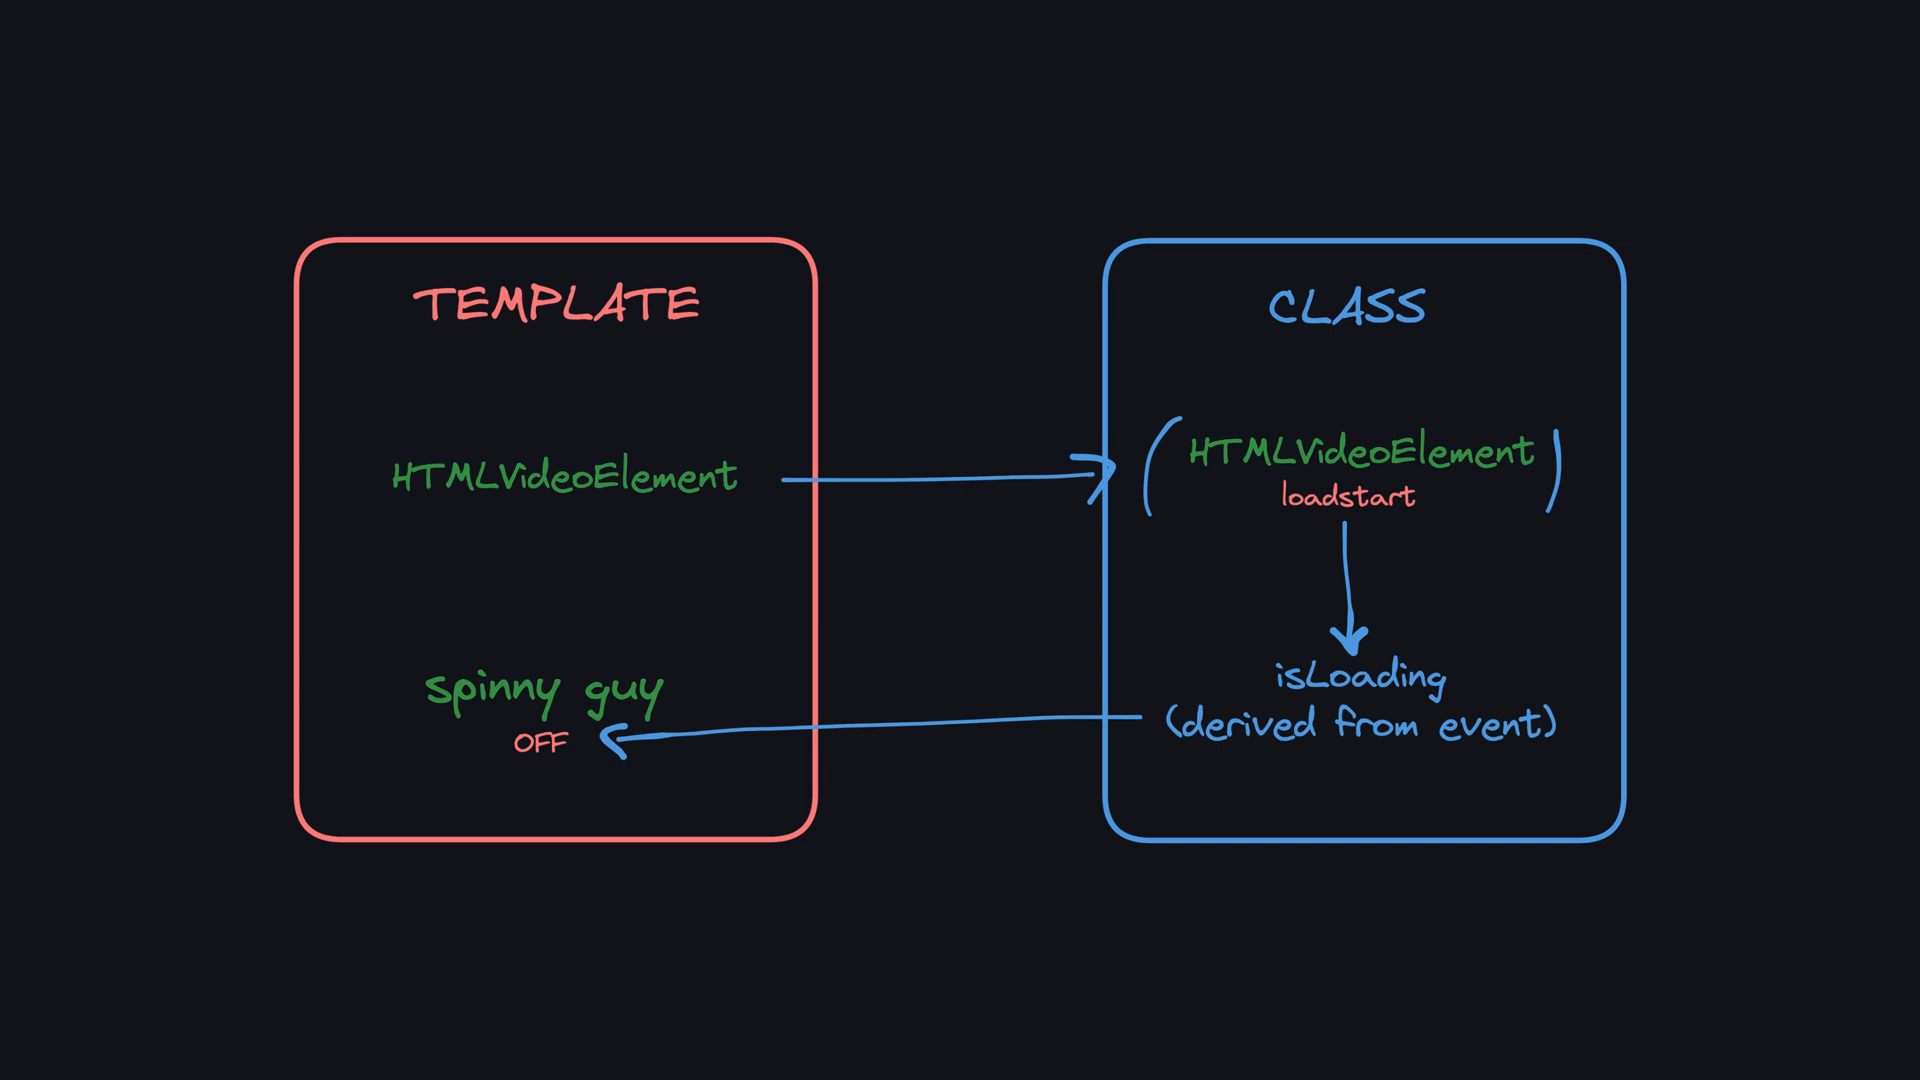 TEMPLATE
HTMLVideoElement
spinny guy
OFF
CLASS
(HTMLVideoElement
loadstart)
isLoading
(derived from event)